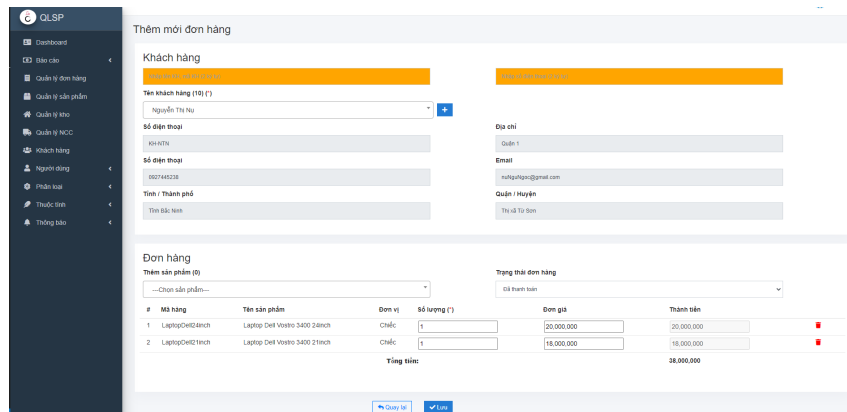 QLSP
Dashboard
Báo cáo
Quản lý đơn hàng
Quản lý sản phẩm
Quản lý kho
Quản lý NCC
Khách hàng
Người dùng
Phân loại
Thuộc tính
Thông báo
Thêm mới đơn hàng
Khách hàng
Tên khách hàng (10) (*)
Nguyễn Thị Nụ
Số điện thoại
Địa chỉ
KH-NTN
Quận 1
Số điện thoại
Email
0927445238
nuNguNgoc@gmail.com
Tỉnh / Thành phố
Quận / Huyện
Tỉnh Bắc Ninh
Thị xã Từ Sơn
Đơn hàng
Thêm sản phẩm (0)
Trạng thái đơn hàng
---Chọn sản phẩm---
Đã thanh toán
# Mã hàng Tên sản phẩm Đơn vị Số lượng (*) Đơn giá Thành tiền
1 LaptopDell24inch Laptop Dell Vostro 3400 24inch Chiếc 1 20,000,000 20,000,000
2 LaptopDell21inch Laptop Dell Vostro 3400 21inch Chiếc 1 18,000,000 18,000,000
Tổng tiền: 38,000,000
Quay lại
Lưu